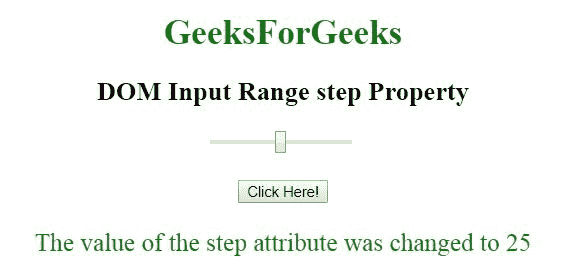 GeeksForGeeks
DOM Input Range step Property
Click Here!
The value of the step attribute was changed to 25